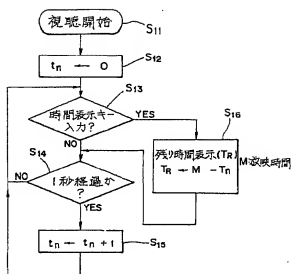 視聴開始
S11
tn ← 0
S12
時間表示キー
入力?
S13
YES
NO
残り時間表示(TR)
TR ← M - Tn
S16
M放映時間
1秒経過か
?
S14
NO
YES
tn ← tn + 1
S15